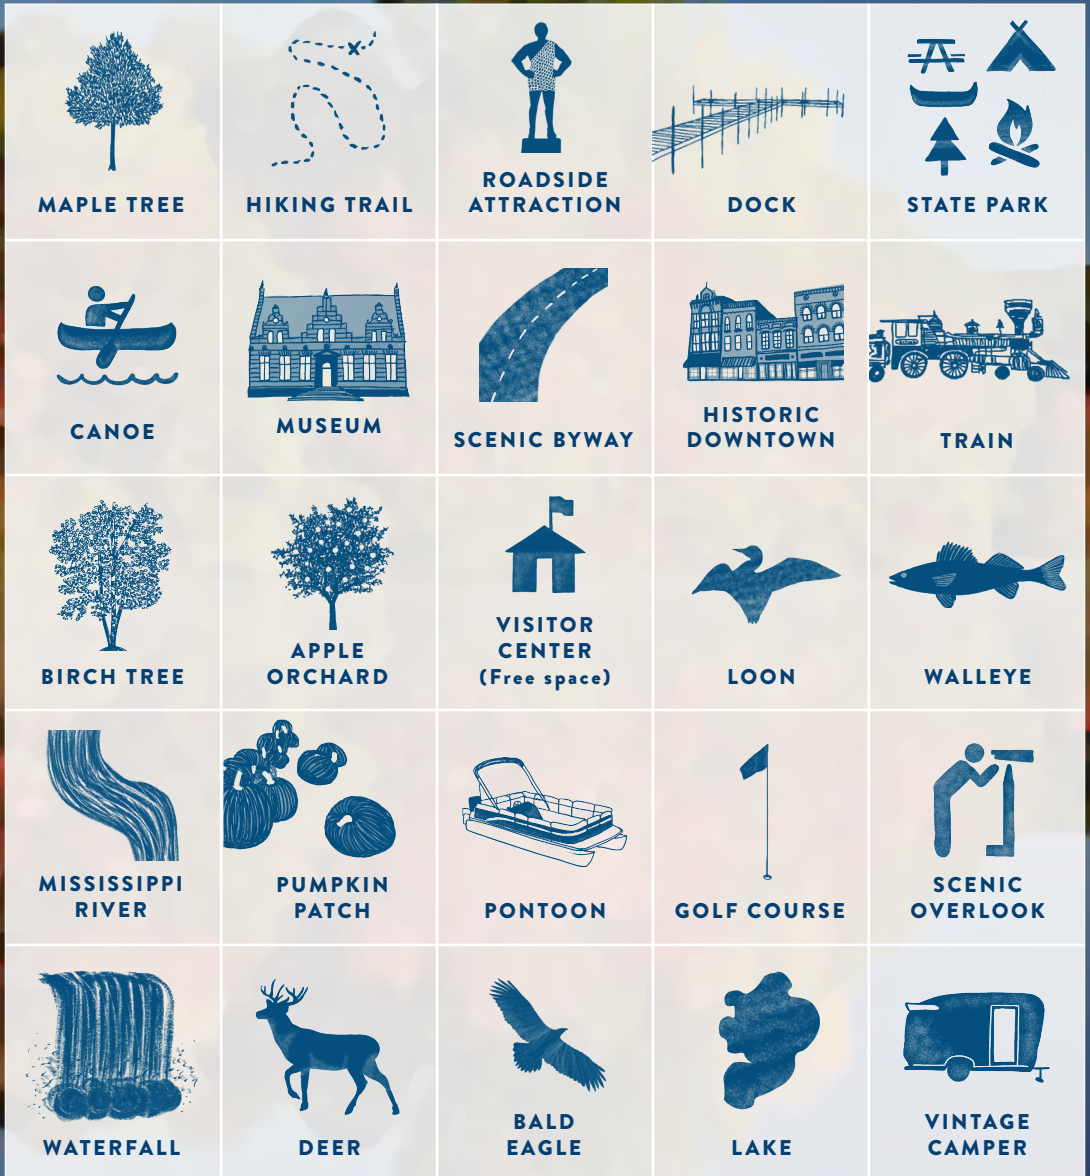 MAPLE TREE
HIKING TRAIL
ROADSIDE
ATTRACTION
DOCK
STATE PARK
CANOE
MUSEUM
SCENIC BYWAY
HISTORIC
DOWNTOWN
TRAIN
BIRCH TREE
APPLE
ORCHARD
VISITOR
CENTER
(Free space)
LOON
WALLEYE
MISSISSIPPI
RIVER
PUMPKIN
PATCH
PONTOON
GOLF COURSE
SCENIC
OVERLOOK
WATERFALL
DEER
BALD
EAGLE
LAKE
VINTAGE
CAMPER